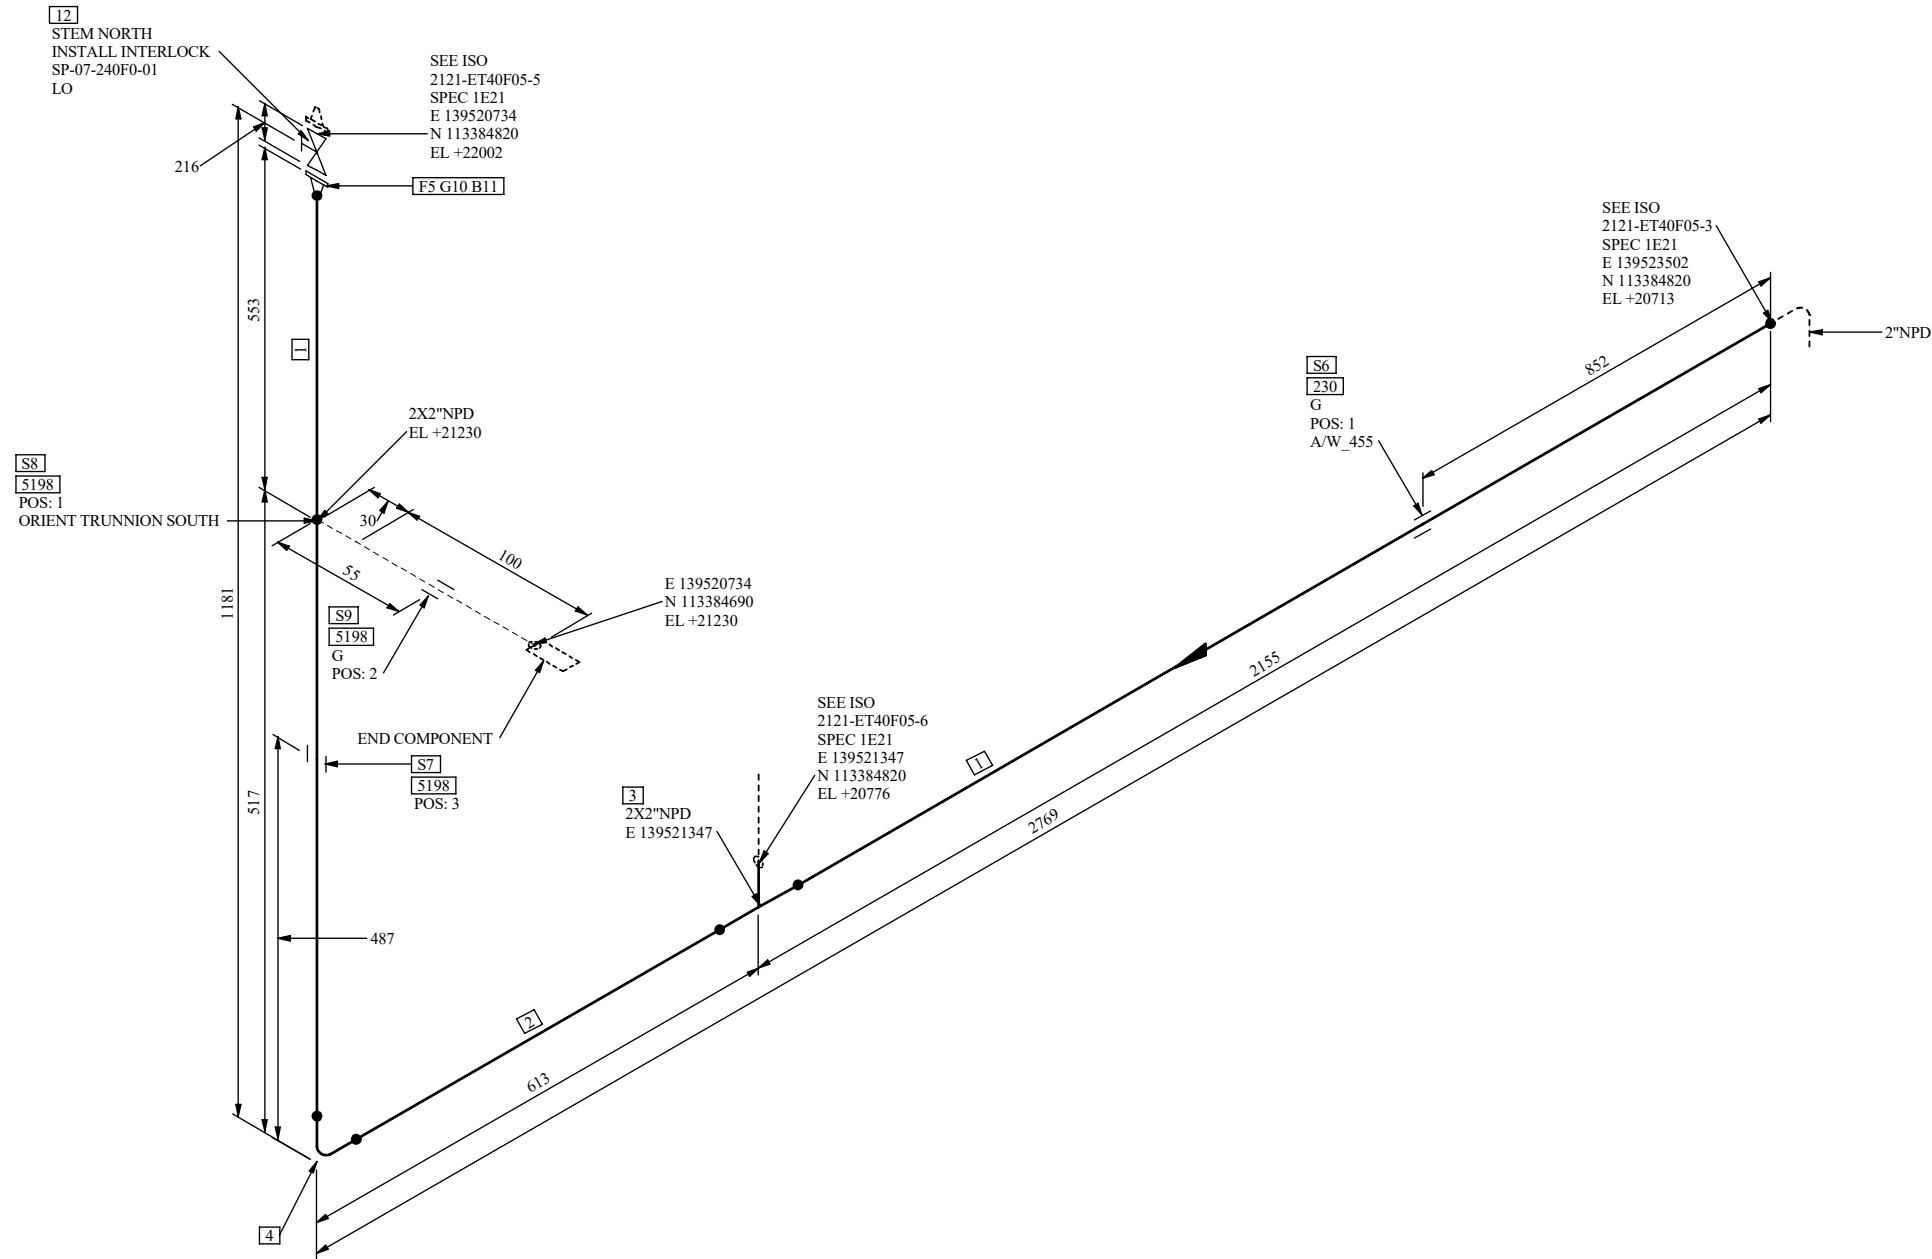 12
STEM NORTH
INSTALL INTERLOCK
SP-07-240F0-01
LO
SEE ISO
2121-ET40F05-5
SPEC 1E21
E 139520734
N 113384820
EL +22002
216
F5 G10 B11
SEE ISO
2121-ET40F05-3
SPEC 1E21
E 139523502
N 113384820
EL +20713
2"NPD
553
1
852
S6
230
G
POS: 1
A/W_455
2X2"NPD
EL +21230
S8
5198
POS: 1
ORIENT TRUNNION SOUTH
30
100
55
1181
E 139520734
N 113384690
EL +21230
S9
5198
G
POS: 2
2155
END COMPONENT
S7
5198
POS: 3
517
SEE ISO
2121-ET40F05-6
SPEC 1E21
E 139521347
N 113384820
EL +20776
1
3
2X2"NPD
E 139521347
2769
487
2
613
4